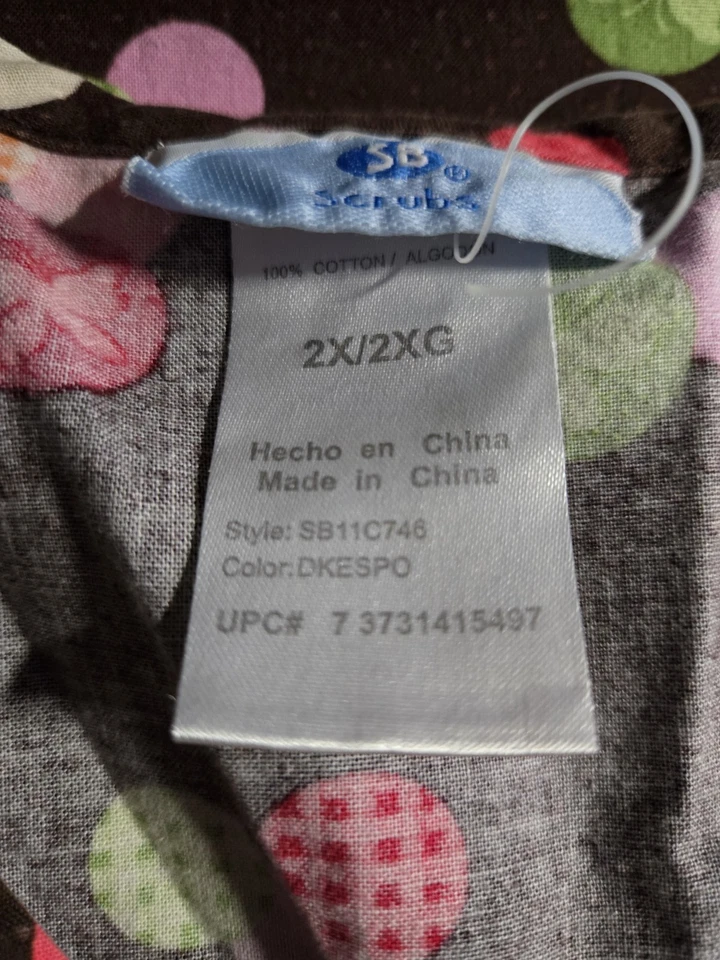 SB®
Scrubs
100% COTTON / ALGODON
2X/2XG
Hecho en China
Made in China
Style: SB11C746
Color:DKESPO
UPC# 7 3731415497